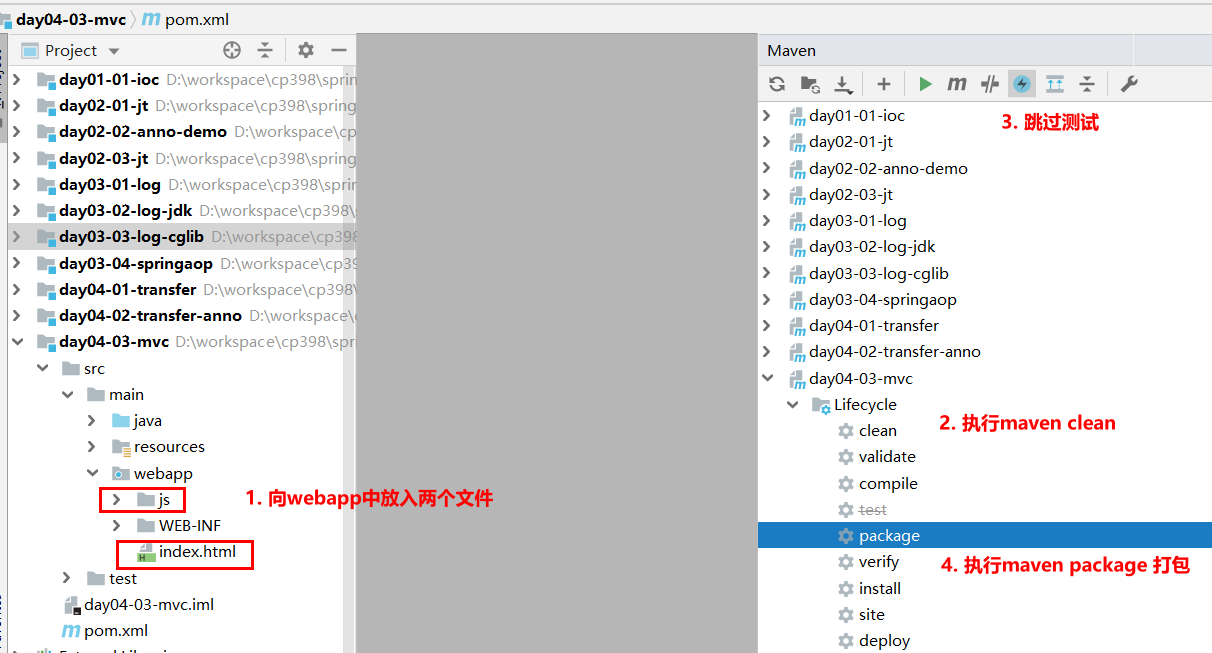 day04-03-mvc pom.xml
Project
day01-01-ioc D:\workspace\cp398\sprin
day02-01-jt D:\workspace\cp398\spring
day02-02-anno-demo D:\workspace\cp
day02-03-jt D:\workspace\cp398\spring
day03-01-log D:\workspace\cp398\sprin
day03-02-log-jdk D:\workspace\cp398\
day03-03-log-cglib D:\workspace\cp398
day03-04-springaop D:\workspace\cp39
day04-01-transfer D:\workspace\cp398\
day04-02-transfer-anno D:\workspace\
day04-03-mvc D:\workspace\cp398\spr
src
main
java
resources
webapp
js
WEB-INF
index.html
test
day04-03-mvc.iml
pom.xml
1. 向webapp中放入两个文件
Maven
3. 跳过测试
day01-01-ioc
day02-01-jt
day02-02-anno-demo
day02-03-jt
day03-01-log
day03-02-log-jdk
day03-03-log-cglib
day03-04-springaop
day04-01-transfer
day04-02-transfer-anno
day04-03-mvc
Lifecycle
2. 执行maven clean
clean
validate
compile
test
package
verify
4. 执行maven package 打包
install
site
deploy